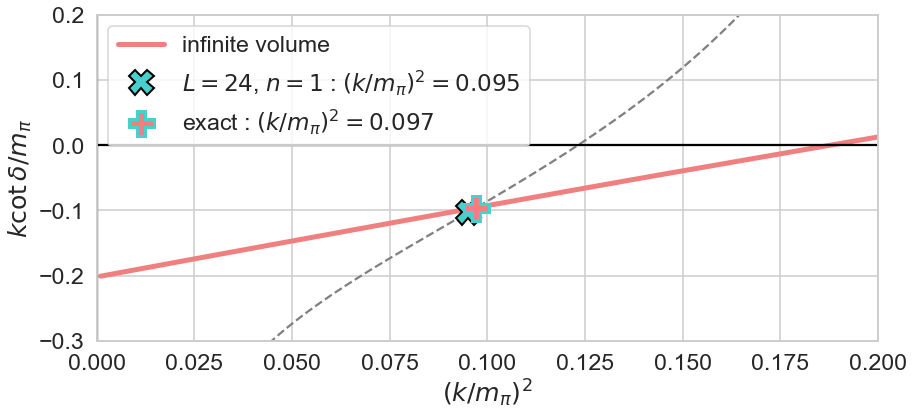 0.2
0.1
0.0
−0.1
−0.2
−0.3
k cot δ/mπ
infinite volume
L = 24, n = 1 : (k/mπ)² = 0.095
exact : (k/mπ)² = 0.097
0.000 0.025 0.050 0.075 0.100 0.125 0.150 0.175 0.200
(k/mπ)²